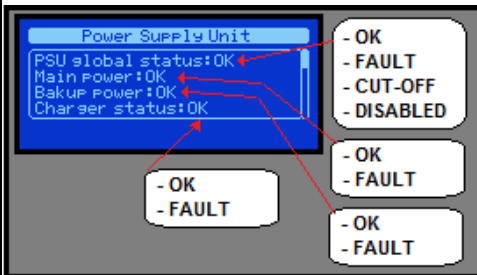 Power Supply Unit
PSU global status:OK
Main power:OK
Bakup power:OK
Charger status:OK
- OK
- FAULT
- CUT-OFF
- DISABLED
- OK
- FAULT
- OK
- FAULT
- OK
- FAULT